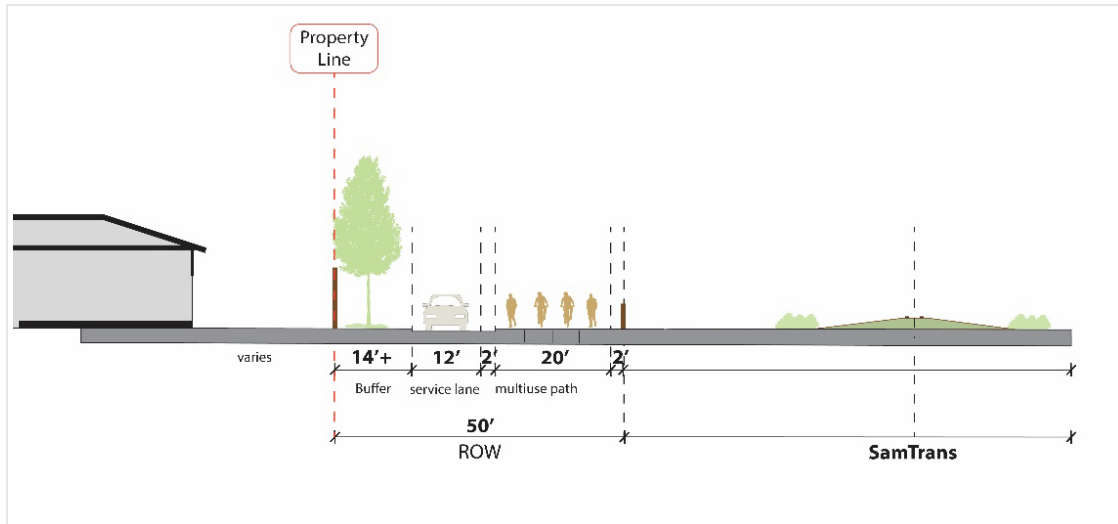 Property
Line
varies
14’+
12’
2’
20’
2’
Buffer
service lane
multiuse path
50’
ROW
SamTrans